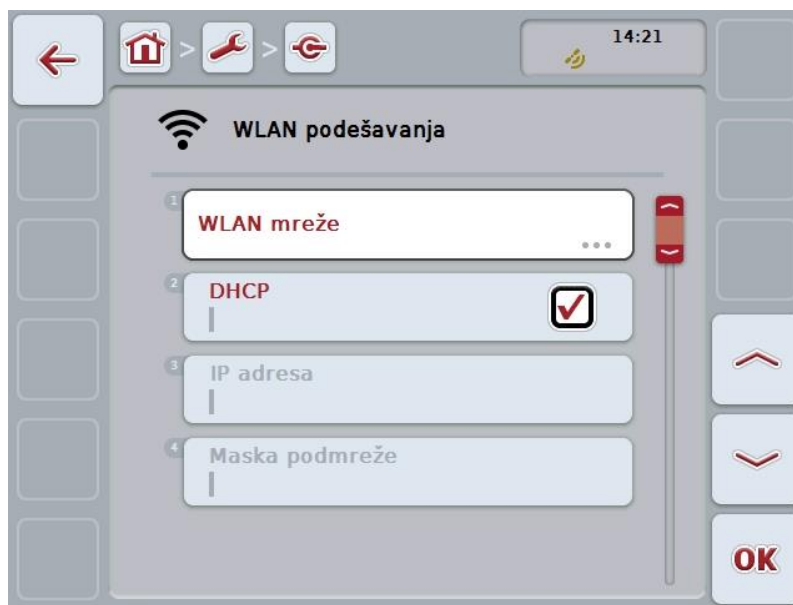 14:21
WLAN podešavanja
1
WLAN mreže
...
2
DHCP
3
IP adresa
4
Maska podmreže
OK